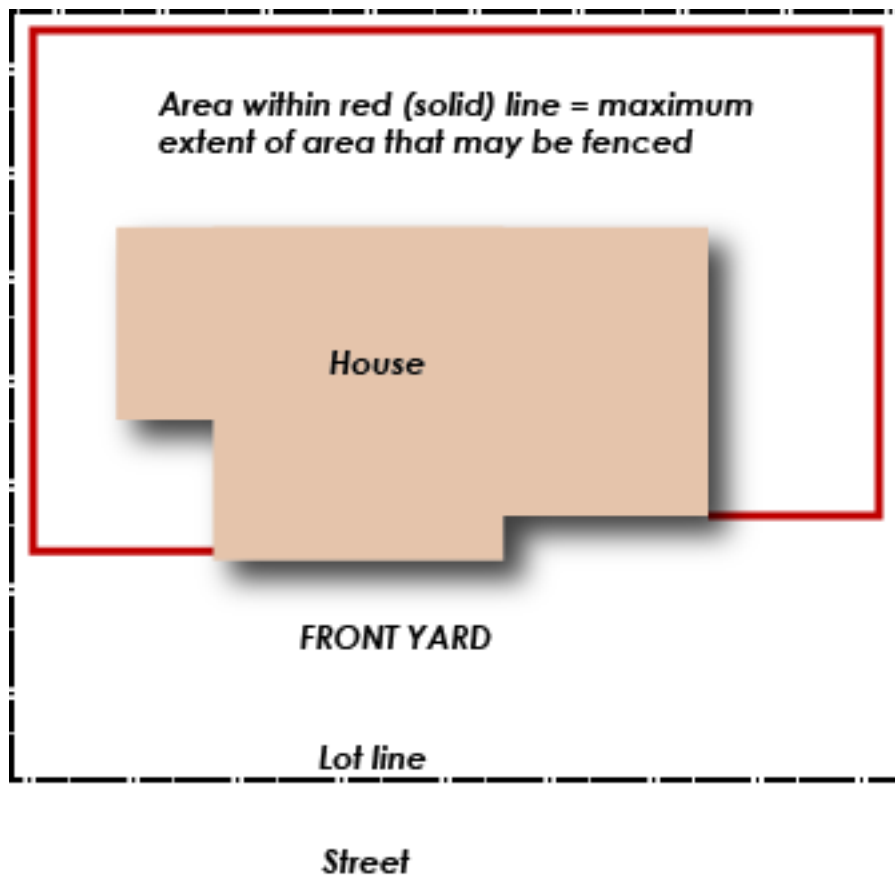 Area within red (solid) line = maximum
extent of area that may be fenced
House
FRONT YARD
Lot line
Street